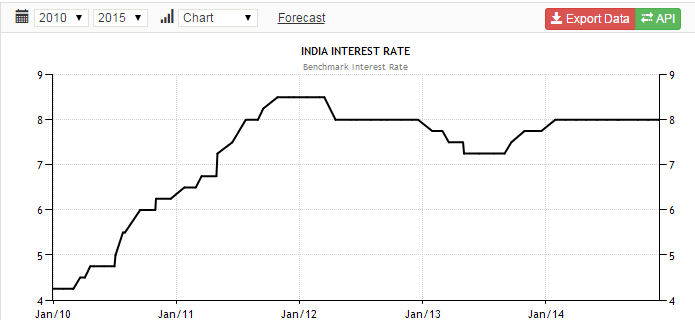 2010 2015 Chart Forecast Export Data API
INDIA INTEREST RATE
Benchmark Interest Rate
9 9
8 8
7 7
6 6
5 5
4 4
Jan/10 Jan/11 Jan/12 Jan/13 Jan/14